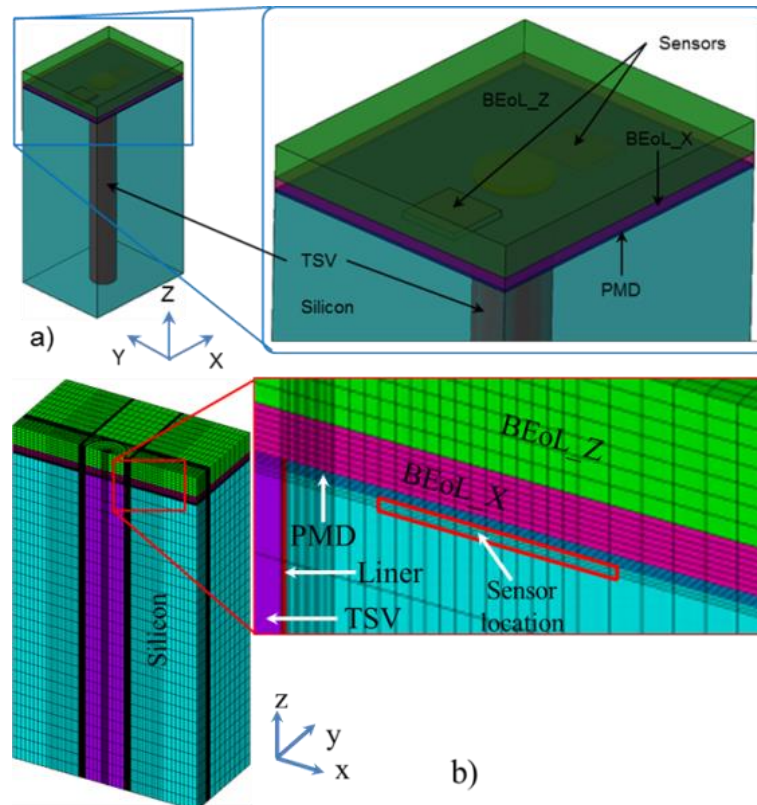 Sensors
BEoL_Z
BEoL_X
TSV
Silicon
PMD
Z
Y
X
a)
BEoL_Z
BEoL_X
PMD
Liner
Sensor
location
TSV
Silicon
z
y
x
b)